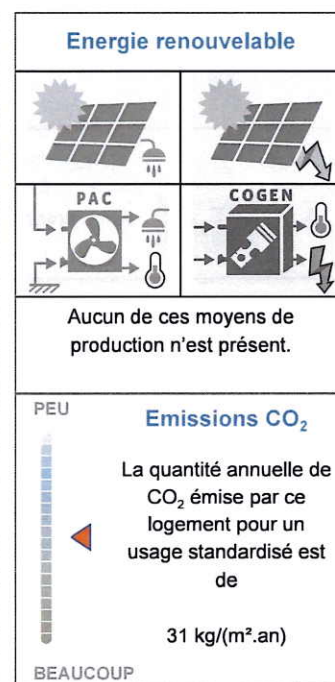 Energie renouvelable
PAC
COGEN
Aucun de ces moyens de
production n'est présent.
PEU
Emissions CO₂
La quantité annuelle de
CO₂ émise par ce
logement pour un
usage standardisé est
de
31 kg/(m².an)
BEAUCOUP